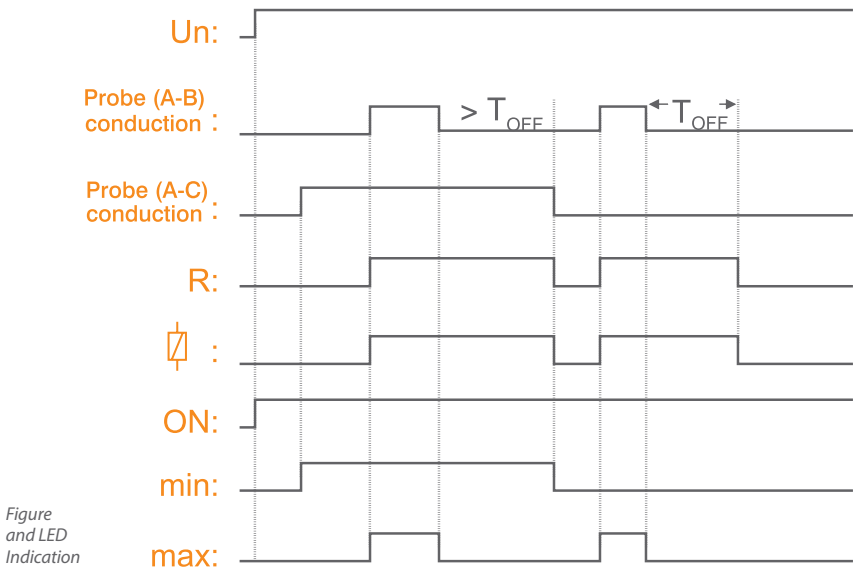 Un:
Probe (A-B)
conduction :
> TOFF
TOFF
Probe (A-C)
conduction :
R:
:
ON:
min:
Figure
and LED
Indication
max: